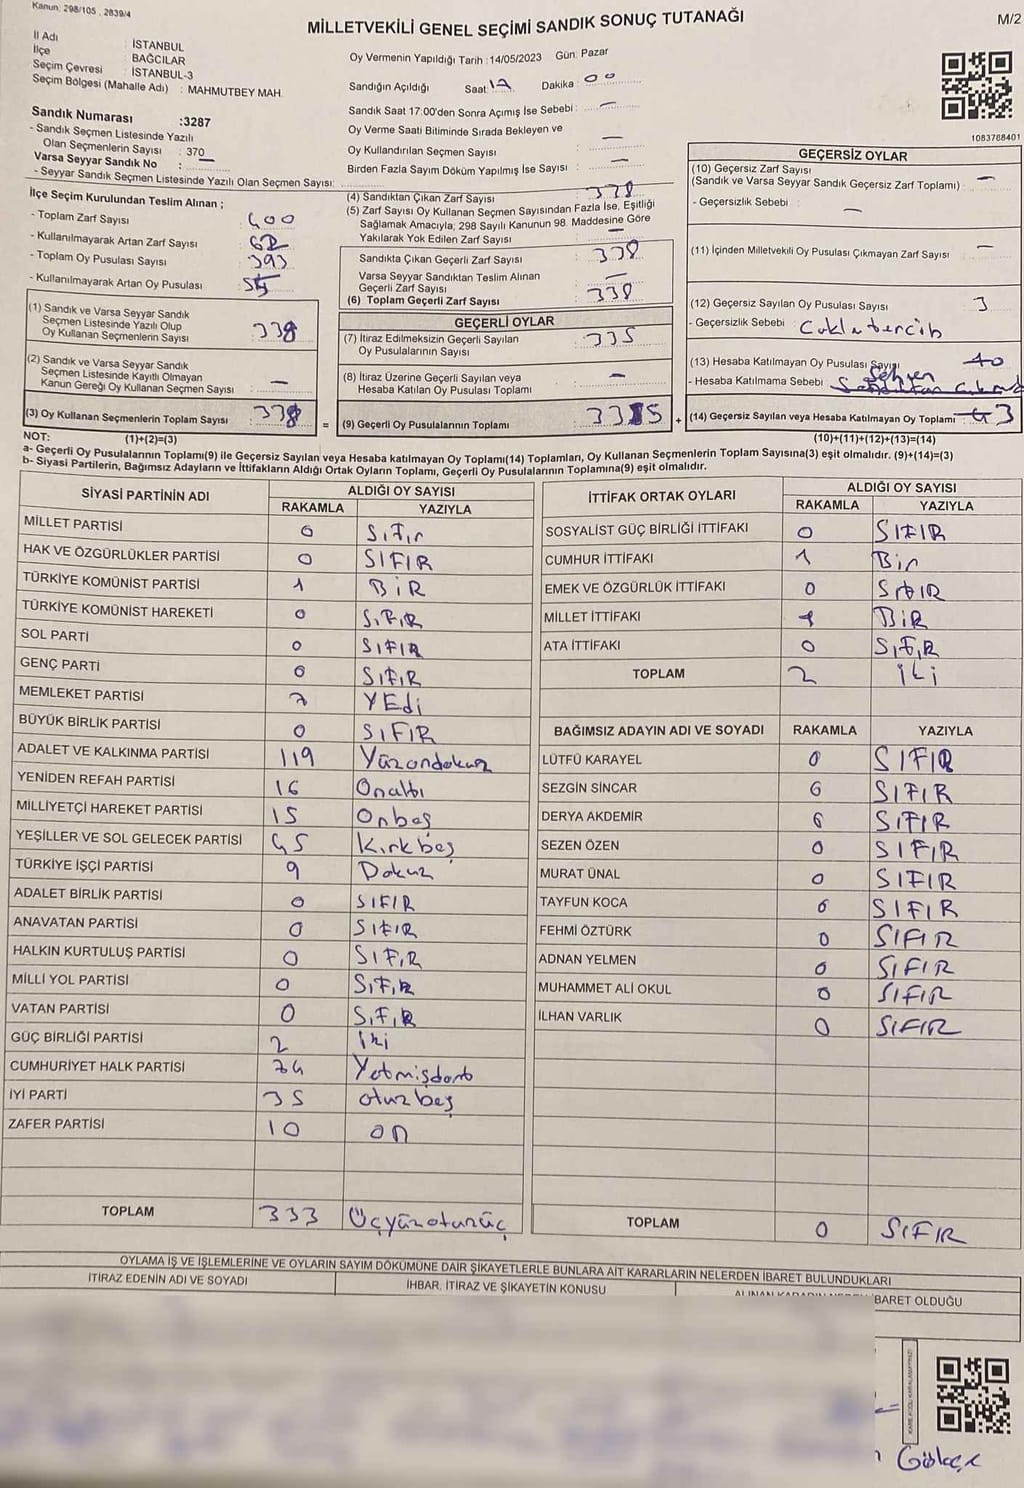 Kanun: 298/105 , 2839/4
MİLLETVEKİLİ GENEL SEÇİMİ SANDIK SONUÇ TUTANAĞI
M/2
İl Adı : İSTANBUL
İlçe : BAĞCILAR
Seçim Çevresi : İSTANBUL-3
Seçim Bölgesi (Mahalle Adı) : MAHMUTBEY MAH.
Oy Vermenin Yapıldığı Tarih :14/05/2023 Gün: Pazar
Sandığın Açıldığı Saat: 17 Dakika : 00
Sandık Saat 17:00'den Sonra Açımış İse Sebebi : —
Oy Verme Saati Bitiminde Sırada Bekleyen ve
Oy Kullandırılan Seçmen Sayısı : —
Birden Fazla Sayım Döküm Yapılmış İse Sayısı : —
1083788401
Sandık Numarası :3287
- Sandık Seçmen Listesinde Yazılı
Olan Seçmenlerin Sayısı : 370
Varsa Seyyar Sandık No : —
- Seyyar Sandık Seçmen Listesinde Yazılı Olan Seçmen Sayısı:
İlçe Seçim Kurulundan Teslim Alınan ;
- Toplam Zarf Sayısı : 400
- Kullanılmayarak Artan Zarf Sayısı : 62
- Toplam Oy Pusulası Sayısı : 393
- Kullanılmayarak Artan Oy Pusulası :
(1) Sandık ve Varsa Seyyar Sandık
Seçmen Listesinde Yazılı Olup
Oy Kullanan Seçmenlerin Sayısı : 338
(2) Sandık ve Varsa Seyyar Sandık
Seçmen Listesinde Kayıtlı Olmayan
Kanun Gereği Oy Kullanan Seçmen Sayısı : —
(3) Oy Kullanan Seçmenlerin Toplam Sayısı : 338
(4) Sandıktan Çıkan Zarf Sayısı : 338
(5) Zarf Sayısı Oy Kullanan Seçmen Sayısından Fazla İse, Eşitliği
Sağlamak Amacıyla; 298 Sayılı Kanunun 98. Maddesine Göre
Yakılarak Yok Edilen Zarf Sayısı : —
Sandıkta Çıkan Geçerli Zarf Sayısı : 338
Varsa Seyyar Sandıktan Teslim Alınan
Geçerli Zarf Sayısı : —
(6) Toplam Geçerli Zarf Sayısı : 338
GEÇERLİ OYLAR
(7) İtiraz Edilmeksizin Geçerli Sayılan
Oy Pusulalarının Sayısı : 335
(8) İtiraz Üzerine Geçerli Sayılan veya
Hesaba Katılan Oy Pusulası Toplamı : —
= (9) Geçerli Oy Pusulalarının Toplamı : 335 +
GEÇERSİZ OYLAR
(10) Geçersiz Zarf Sayısı
(Sandık ve Varsa Seyyar Sandık Geçersiz Zarf Toplamı) : —
- Geçersizlik Sebebi : —
(11) İçinden Milletvekili Oy Pusulası Çıkmayan Zarf Sayısı : —
(12) Geçersiz Sayılan Oy Pusulası Sayısı : 3
- Geçersizlik Sebebi : Çoklu tercih
(13) Hesaba Katılmayan Oy Pusulası Sayısı :
- Hesaba Katılmama Sebebi :
(14) Geçersiz Sayılan veya Hesaba Katılmayan Oy Toplamı : 3
NOT: (1)+(2)=(3)
(10)+(11)+(12)+(13)=(14)
a- Geçerli Oy Pusulalarının Toplamı(9) ile Geçersiz Sayılan veya Hesaba katılmayan Oy Toplamı(14) Toplamları, Oy Kullanan Seçmenlerin Toplam Sayısına(3) eşit olmalıdır. (9)+(14)=(3)
b- Siyasi Partilerin, Bağımsız Adayların ve İttifakların Aldığı Ortak Oyların Toplamı, Geçerli Oy Pusulalarının Toplamına(9) eşit olmalıdır.
SİYASİ PARTİNİN ADI ALDIĞI OY SAYISI
RAKAMLA YAZIYLA
MİLLET PARTİSİ 0 Sıfır
HAK VE ÖZGÜRLÜKLER PARTİSİ 0 SIFIR
TÜRKİYE KOMÜNİST PARTİSİ 1 BİR
TÜRKİYE KOMÜNİST HAREKETİ 0 SIFIR
SOL PARTİ 0 SIFIR
GENÇ PARTİ 0 SIFIR
MEMLEKET PARTİSİ 7 YEdi
BÜYÜK BİRLİK PARTİSİ 0 SIFIR
ADALET VE KALKINMA PARTİSİ 119 Yüzondokuz
YENİDEN REFAH PARTİSİ 16 Onaltı
MİLLİYETÇİ HAREKET PARTİSİ 15 Onbeş
YEŞİLLER VE SOL GELECEK PARTİSİ 45 Kırkbeş
TÜRKİYE İŞÇİ PARTİSİ 9 Dokuz
ADALET BİRLİK PARTİSİ 0 SIFIR
ANAVATAN PARTİSİ 0 SIFIR
HALKIN KURTULUŞ PARTİSİ 0 SIFIR
MİLLİ YOL PARTİSİ 0 SIFIR
VATAN PARTİSİ 0 SIFIR
GÜÇ BİRLİĞİ PARTİSİ 2 iki
CUMHURİYET HALK PARTİSİ 74 Yetmişdört
İYİ PARTİ 35 otuzbeş
ZAFER PARTİSİ 10 on
TOPLAM 333 Üçyüzotuzüç
İTTİFAK ORTAK OYLARI ALDIĞI OY SAYISI
RAKAMLA YAZIYLA
SOSYALİST GÜÇ BİRLİĞİ İTTİFAKI 0 SIFIR
CUMHUR İTTİFAKI 1 Bir
EMEK VE ÖZGÜRLÜK İTTİFAKI 0 SIFIR
MİLLET İTTİFAKI 1 BİR
ATA İTTİFAKI 0 SIFIR
TOPLAM 2 iki
BAĞIMSIZ ADAYIN ADI VE SOYADI RAKAMLA YAZIYLA
LÜTFÜ KARAYEL 0 SIFIR
SEZGİN SİNCAR 0 SIFIR
DERYA AKDEMİR 0 SIFIR
SEZEN ÖZEN 0 SIFIR
MURAT ÜNAL 0 SIFIR
TAYFUN KOCA 0 SIFIR
FEHMİ ÖZTÜRK 0 SIFIR
ADNAN YELMEN 0 SIFIR
MUHAMMET ALİ OKUL 0 SIFIR
İLHAN VARLIK 0 SIFIR
TOPLAM 0 SIFIR
OYLAMA İŞ VE İŞLEMLERİNE VE OYLARIN SAYIM DÖKÜMÜNE DAİR ŞİKAYETLERLE BUNLARA AİT KARARLARIN NELERDEN İBARET BULUNDUKLARI
İTİRAZ EDENİN ADI VE SOYADI İHBAR, İTİRAZ VE ŞİKAYETİN KONUSU ALINAN KARARIN NEDEN İBARET OLDUĞU
Gökçe